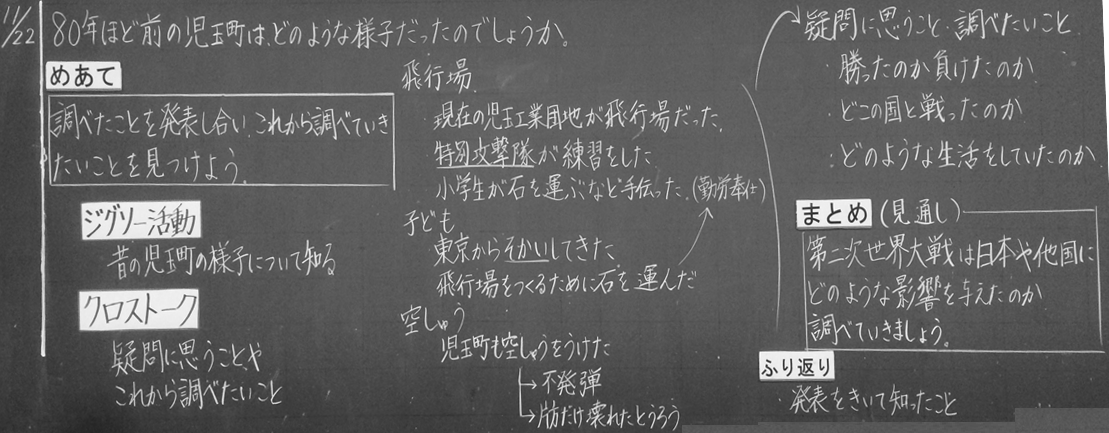 11/22
80年ほど前の児玉町は、どのような様子だったのでしょうか。
めあて
調べたことを発表し合い、これから調べていき
たいことを見つけよう。
ジグソー活動
昔の児玉町の様子について知る
クロストーク
疑問に思うことや
これから調べたいこと
飛行場
現在の児玉工業団地が飛行場だった。
特別攻撃隊が練習をした
小学生が石を運ぶなど手伝った。(勤労奉仕)
子ども
東京からそかいしてきた
飛行場をつくるために石を運んだ
空しゅう
児玉町も空しゅうをうけた
→不発弾
→片方だけ壊れたとうろう
疑問に思うこと・調べたいこと
・勝ったのか負けたのか
・どこの国と戦ったのか
・どのような生活をしていたのか
まとめ(見通し)
第二次世界大戦は日本や他国に
どのような影響を与えたのか
調べていきましょう。
ふり返り
発表をきいて知ったこと